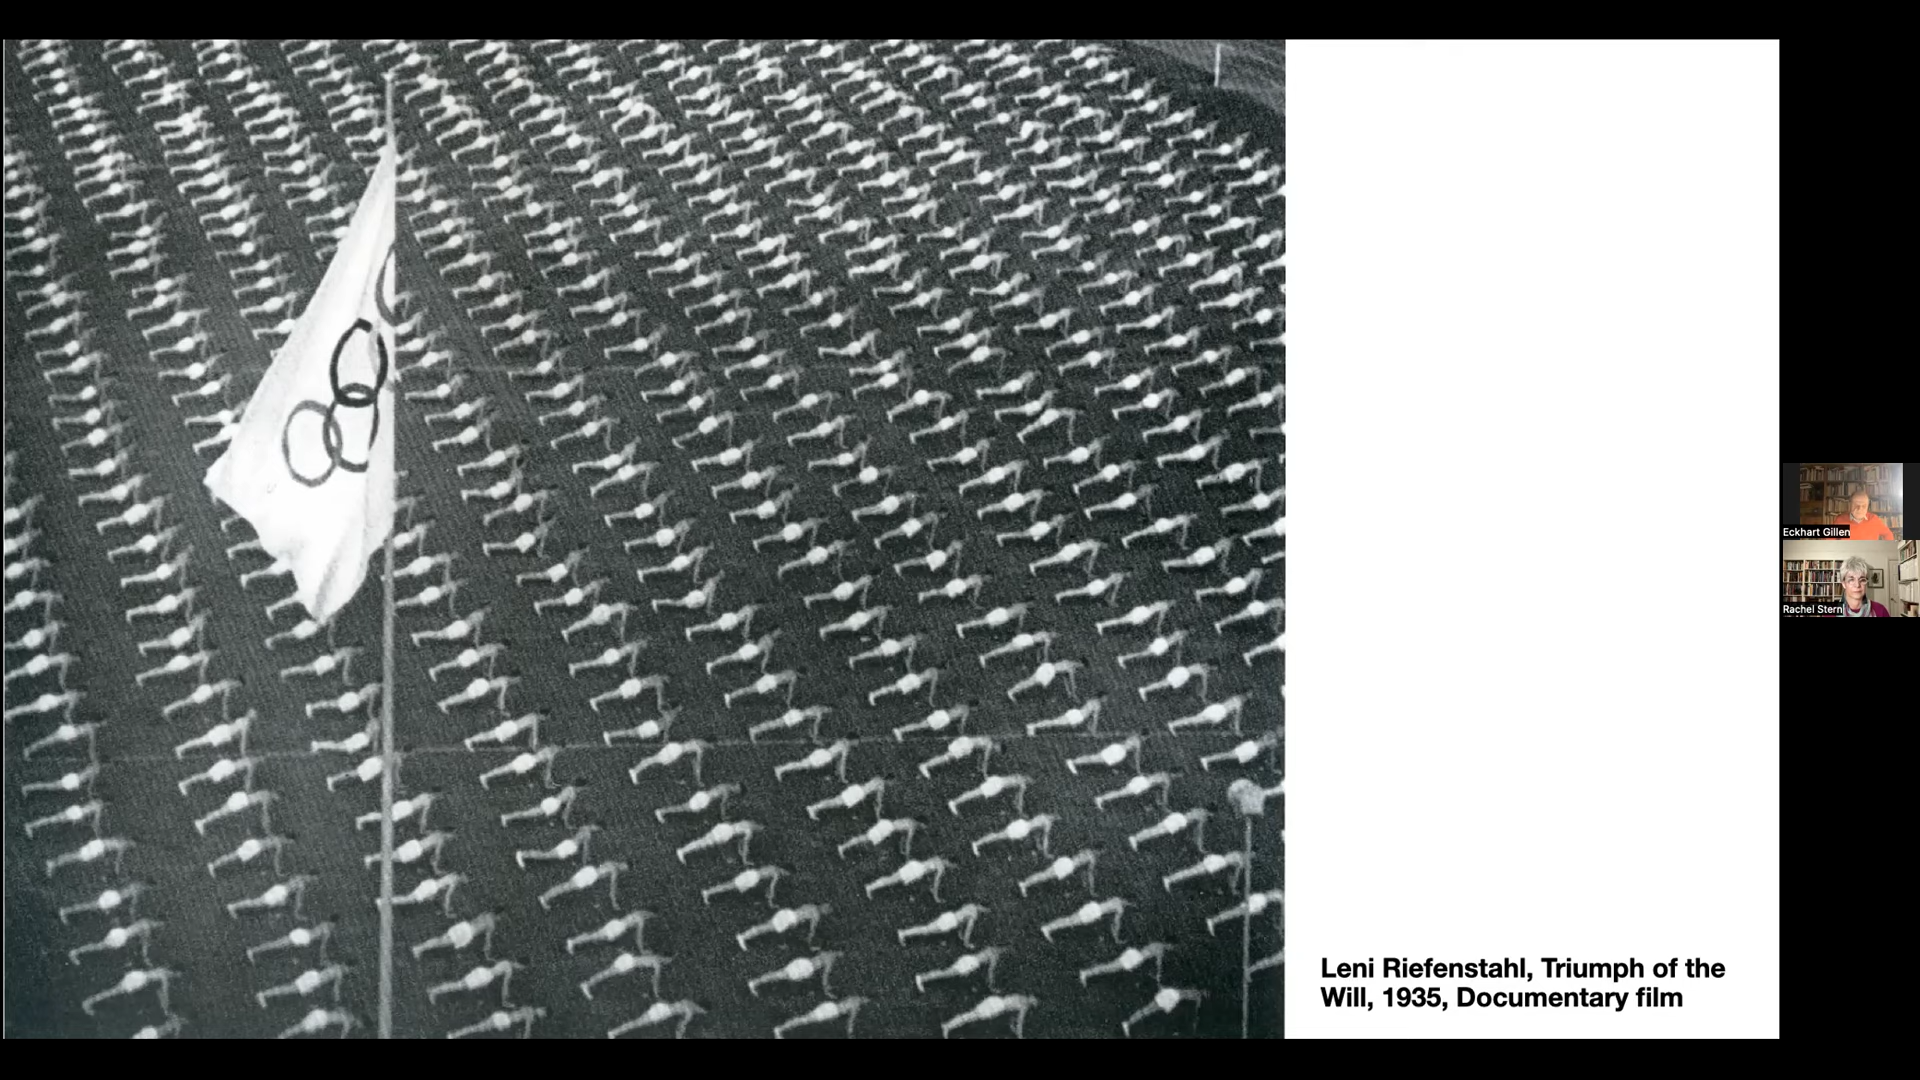 Leni Riefenstahl, Triumph of the
Will, 1935, Documentary film
Eckhart Gillen
Rachel Stern